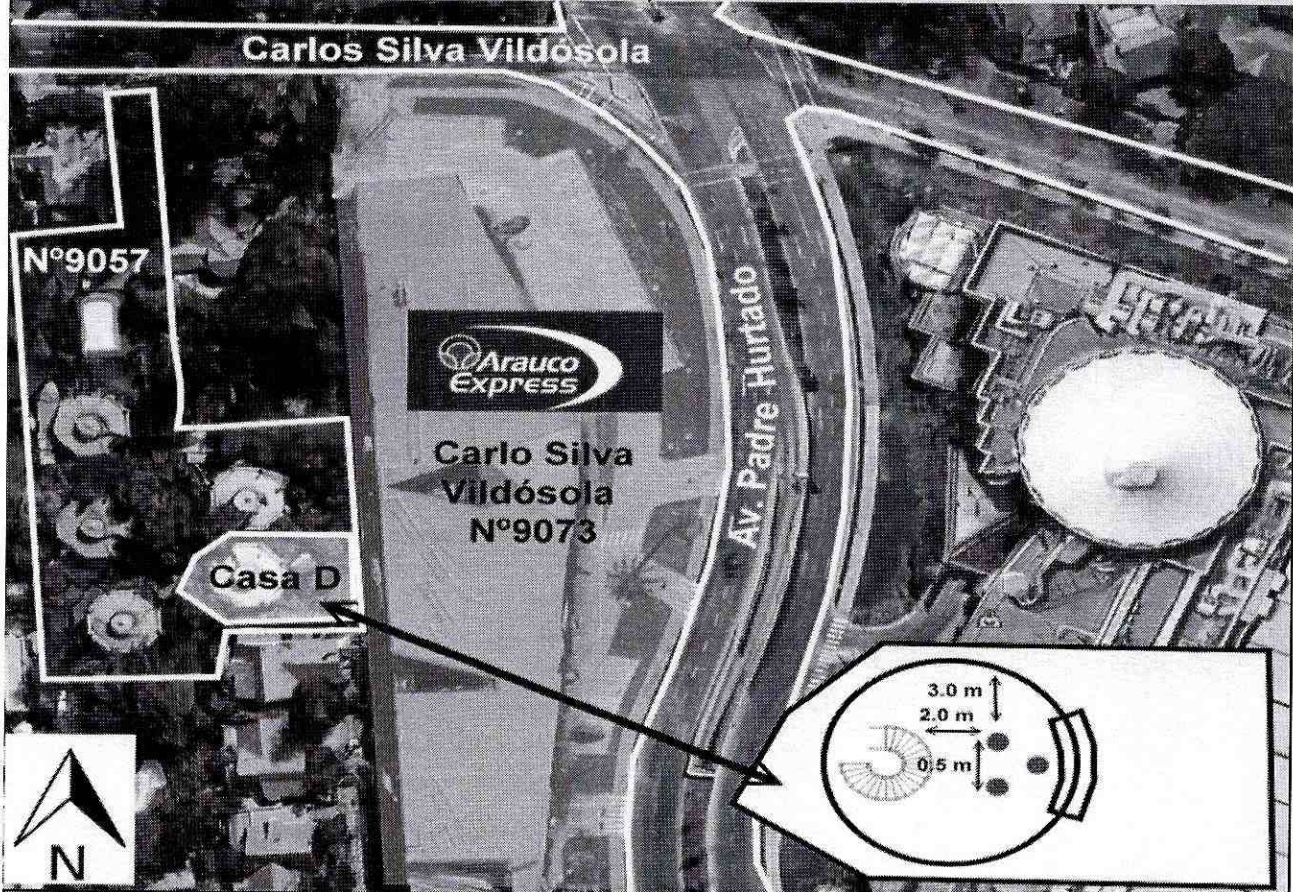 Carlos Silva Vildósola
Nº9057
Arauco
Express
Carlo Silva
Vildósola
Nº9073
Av. Padre Hurtado
Casa D
3.0 m
2.0 m
0.5 m
N